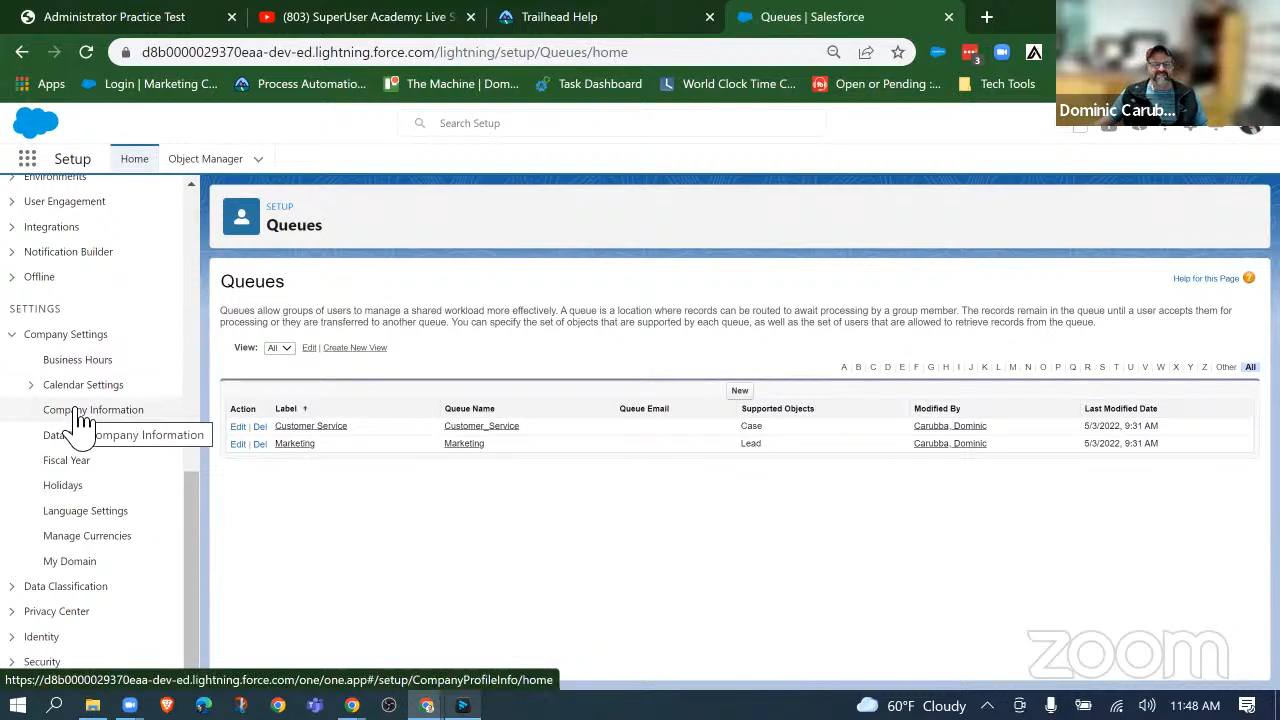 Administrator Practice Test
(803) SuperUser Academy: Live S
Trailhead Help
Queues | Salesforce
d8b0000029370eaa-dev-ed.lightning.force.com/lightning/setup/Queues/home
3
Apps
Login | Marketing C...
Process Automatio...
The Machine | Dom...
Task Dashboard
World Clock Time C...
Open or Pending :...
Tech Tools
Dominic Carub...
Search Setup
Setup
Home
Object Manager
Environments
User Engagement
Integrations
Notification Builder
Offline
SETTINGS
Company Settings
Business Hours
Calendar Settings
Company Information
Data
Company Information
Fiscal Year
Holidays
Language Settings
Manage Currencies
My Domain
Data Classification
Privacy Center
Identity
Security
SETUP
Queues
Queues
Help for this Page
Queues allow groups of users to manage a shared workload more effectively. A queue is a location where records can be routed to await processing by a group member. The records remain in the queue until a user accepts them for
processing or they are transferred to another queue. You can specify the set of objects that are supported by each queue, as well as the set of users that are allowed to retrieve records from the queue.
View: All Edit | Create New View
A | B | C | D | E | F | G | H | I | J | K | L | M | N | O | P | Q | R | S | T | U | V | W | X | Y | Z | Other All
New
Action Label Queue Name Queue Email Supported Objects Modified By Last Modified Date
Edit | Del Customer Service Customer_Service Case Carubba, Dominic 5/3/2022, 9:31 AM
Edit | Del Marketing Marketing Lead Carubba, Dominic 5/3/2022, 9:31 AM
zoom
https://d8b0000029370eaa-dev-ed.lightning.force.com/one/one.app#/setup/CompanyProfileInfo/home
60°F Cloudy
11:48 AM